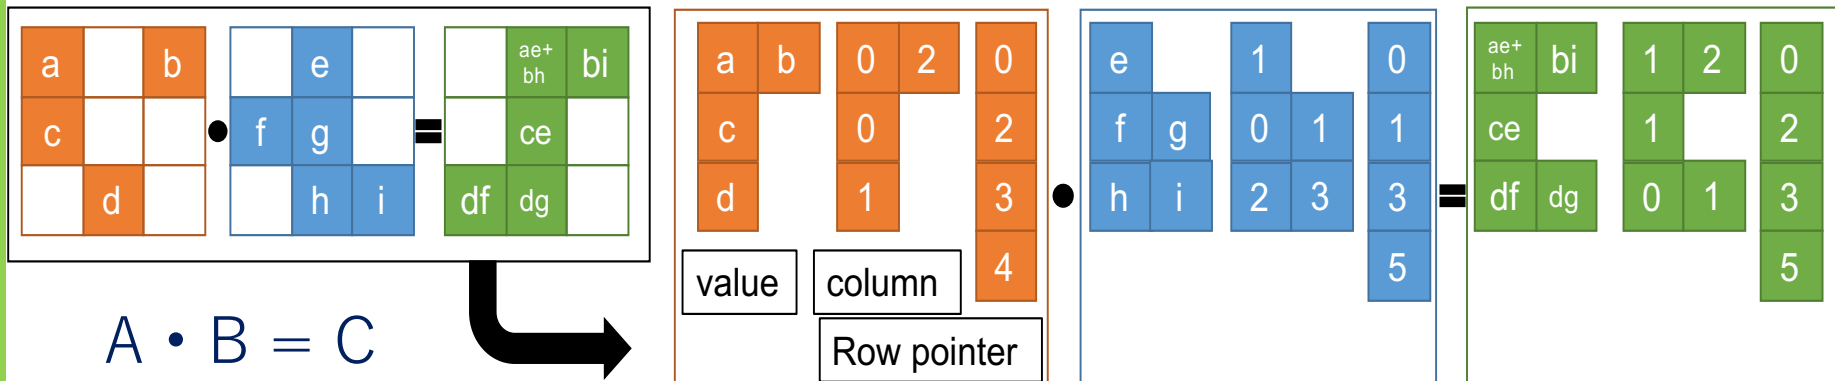 a b e ae+ bi
bh
c f g ce
d h i df dg
A・B = C
a b 0 2 0 e 1 0 ae+ bi 1 2 0
bh
c 0 2 f g 0 1 1 ce 1 2
d 1 3 h i 2 3 3 df dg 0 1 3
value column 4 5 5
Row pointer